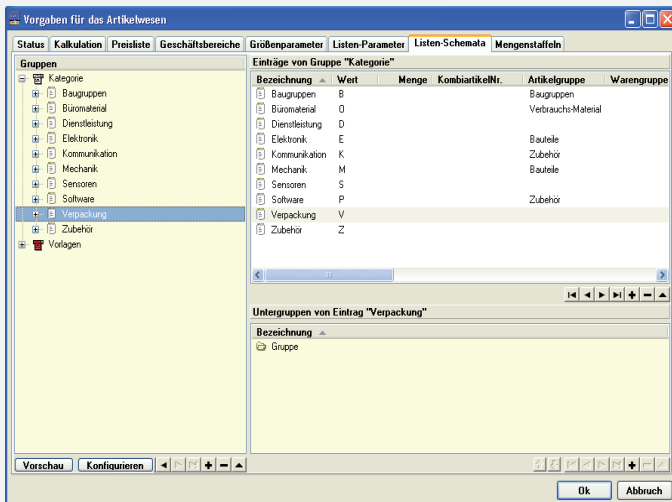 Vorgaben für das Artikelwesen
Status Kalkulation Preisliste Geschäftsbereiche Größenparameter Listen-Parameter Listen-Schemata Mengenstaffeln
Gruppen
Kategorie
Baugruppen
Büromaterial
Dienstleistung
Elektronik
Kommunikation
Mechanik
Sensoren
Software
Verpackung
Zubehör
Vorlagen
Vorschau Konfigurieren
Einträge von Gruppe "Kategorie"
Bezeichnung Wert Menge KombiartikelNr. Artikelgruppe Warengruppe
Baugruppen B Baugruppen
Büromaterial O Verbrauchs-Material
Dienstleistung D
Elektronik E Bauteile
Kommunikation K Zubehör
Mechanik M Bauteile
Sensoren S
Software P Zubehör
Verpackung V
Zubehör Z
Untergruppen von Eintrag "Verpackung"
Bezeichnung
Gruppe
Ok Abbruch